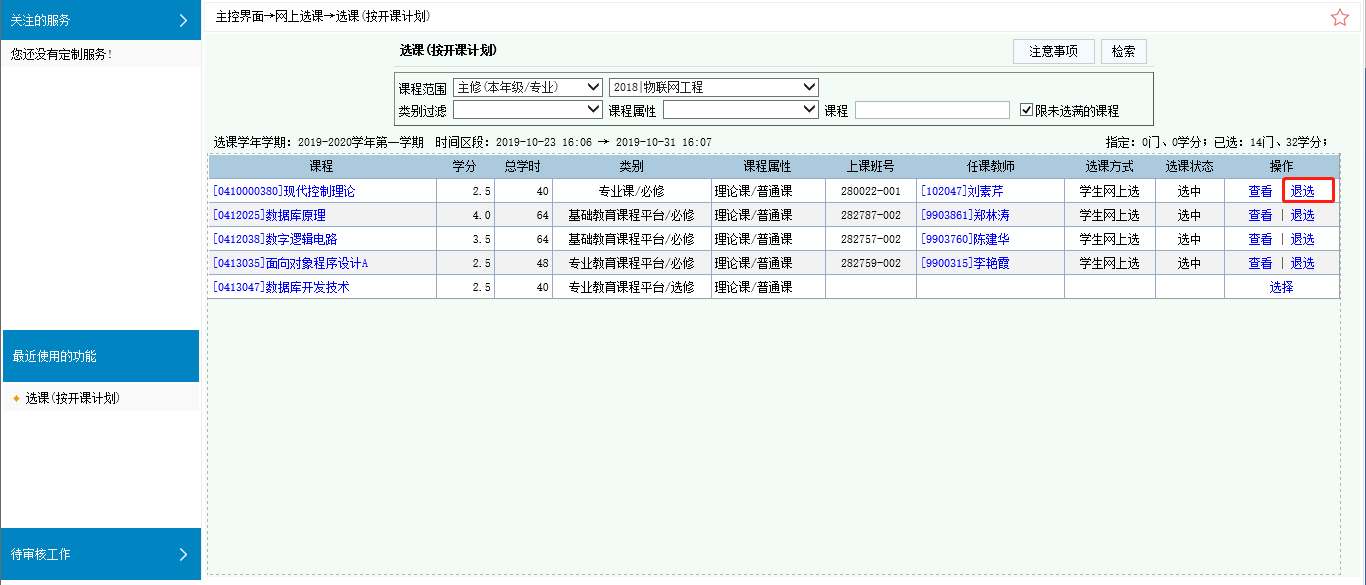 关注的服务
您还没有定制服务!
最近使用的功能
选课(按开课计划)
待审核工作
主控界面→网上选课→选课(按开课计划)
选课(按开课计划)
注意事项 检索
课程范围 主修(本年级/专业) 2018|物联网工程
类别过滤 课程属性 课程 限未选满的课程
选课学年学期：2019-2020学年第一学期 时间区段：2019-10-23 16:06 → 2019-10-31 16:07 指定：0门、0学分；已选：14门、32学分；
课程 学分 总学时 类别 课程属性 上课班号 任课教师 选课方式 选课状态 操作
[0410000380]现代控制理论 2.5 40 专业课/必修 理论课/普通课 280022-001 [102047]刘素芹 学生网上选 选中 查看 退选
[0412025]数据库原理 4.0 64 基础教育课程平台/必修 理论课/普通课 282787-002 [9903861]郑林涛 学生网上选 选中 查看 | 退选
[0412038]数字逻辑电路 3.5 64 基础教育课程平台/必修 理论课/普通课 282757-002 [9903760]陈建华 学生网上选 选中 查看 | 退选
[0413035]面向对象程序设计A 2.5 48 专业教育课程平台/必修 理论课/普通课 282759-002 [9900315]李艳霞 学生网上选 选中 查看 | 退选
[0413047]数据库开发技术 2.5 40 专业教育课程平台/选修 理论课/普通课 选择